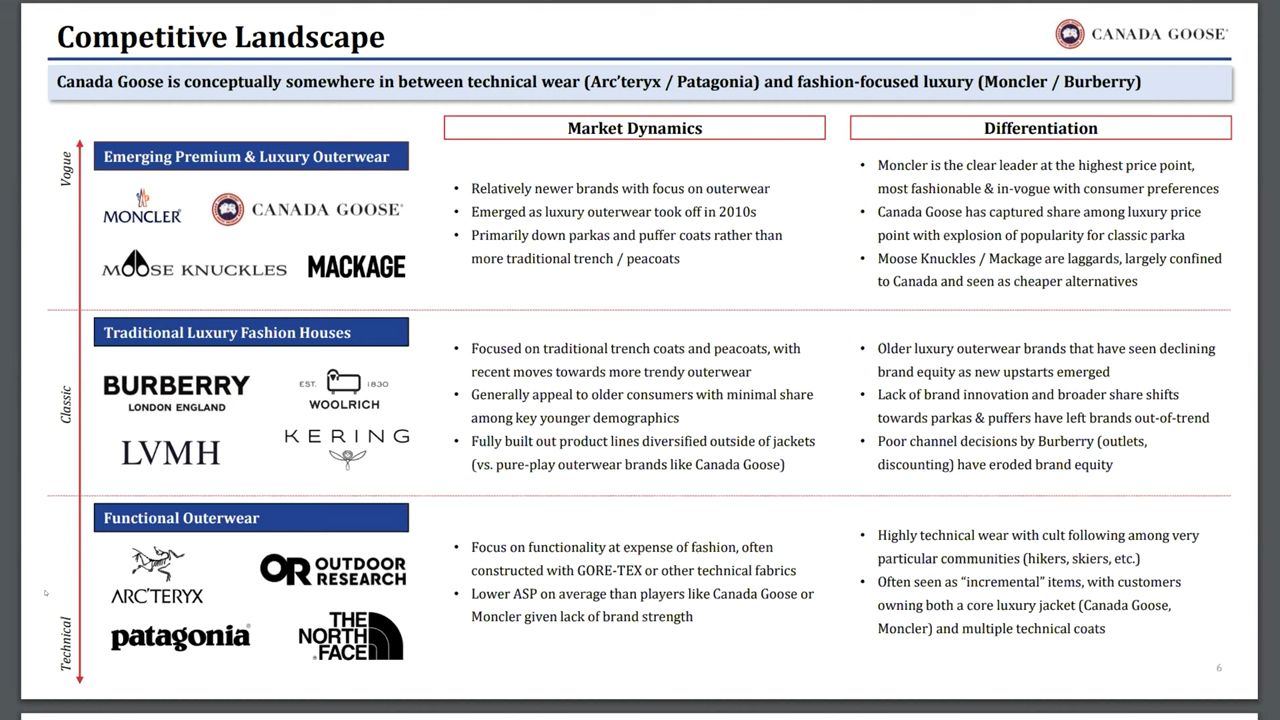 Competitive Landscape
CANADA GOOSE®
Canada Goose is conceptually somewhere in between technical wear (Arc'teryx / Patagonia) and fashion-focused luxury (Moncler / Burberry)
Market Dynamics
Differentiation
Vogue
Emerging Premium & Luxury Outerwear
MONCLER
CANADA GOOSE®
MOOSE KNUCKLES
MACKAGE
• Relatively newer brands with focus on outerwear
• Emerged as luxury outerwear took off in 2010s
• Primarily down parkas and puffer coats rather than
more traditional trench / peacoats
• Moncler is the clear leader at the highest price point,
most fashionable & in-vogue with consumer preferences
• Canada Goose has captured share among luxury price
point with explosion of popularity for classic parka
• Moose Knuckles / Mackage are laggards, largely confined
to Canada and seen as cheaper alternatives
Classic
Traditional Luxury Fashion Houses
BURBERRY
LONDON ENGLAND
EST. 1830
WOOLRICH
LVMH
KERING
• Focused on traditional trench coats and peacoats, with
recent moves towards more trendy outerwear
• Generally appeal to older consumers with minimal share
among key younger demographics
• Fully built out product lines diversified outside of jackets
(vs. pure-play outerwear brands like Canada Goose)
• Older luxury outerwear brands that have seen declining
brand equity as new upstarts emerged
• Lack of brand innovation and broader share shifts
towards parkas & puffers have left brands out-of-trend
• Poor channel decisions by Burberry (outlets,
discounting) have eroded brand equity
Technical
Functional Outerwear
ARC'TERYX
OR OUTDOOR
RESEARCH
patagonia®
THE
NORTH
FACE
• Focus on functionality at expense of fashion, often
constructed with GORE-TEX or other technical fabrics
• Lower ASP on average than players like Canada Goose or
Moncler given lack of brand strength
• Highly technical wear with cult following among very
particular communities (hikers, skiers, etc.)
• Often seen as “incremental” items, with customers
owning both a core luxury jacket (Canada Goose,
Moncler) and multiple technical coats
6